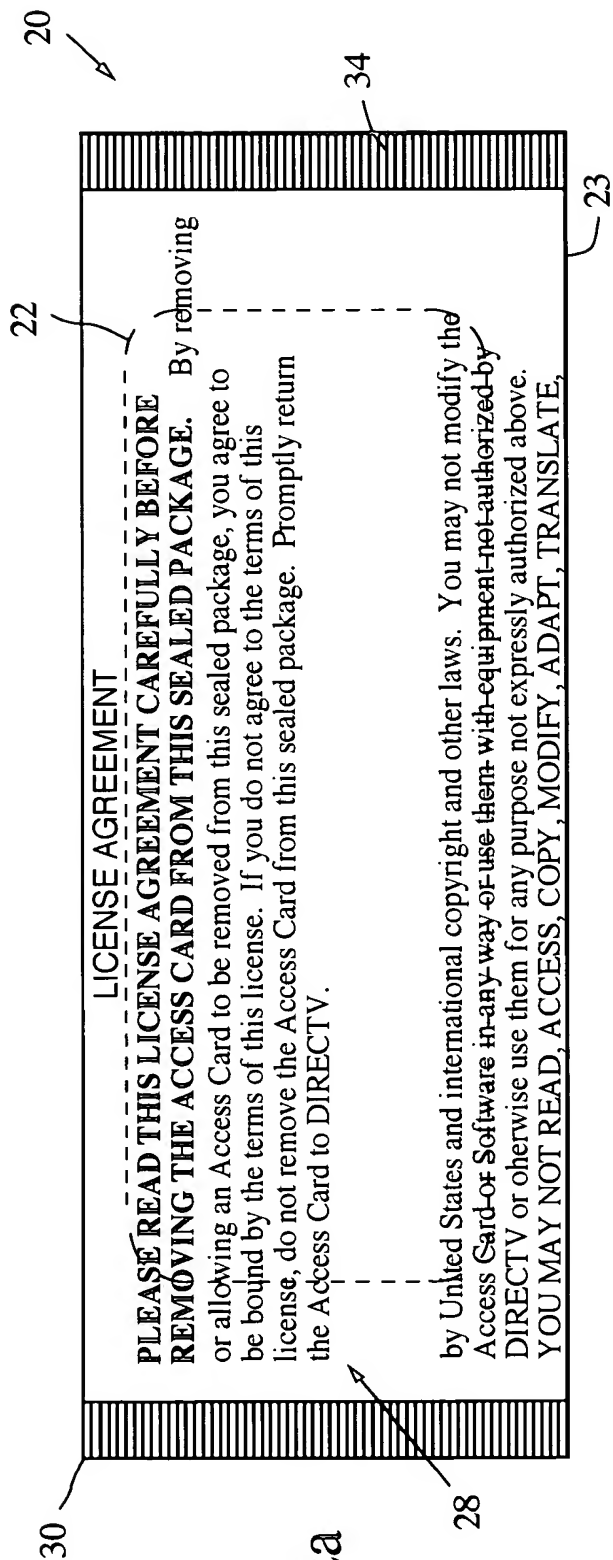 20
22
34
LICENSE AGREEMENT
PLEASE READ THIS LICENSE AGREEMENT CAREFULLY BEFORE
REMOVING THE ACCESS CARD FROM THIS SEALED PACKAGE. By removing
or allowing an Access Card to be removed from this sealed package, you agree to
be bound by the terms of this license. If you do not agree to the terms of this
license, do not remove the Access Card from this sealed package. Promptly return
the Access Card to DIRECTV.
by United States and international copyright and other laws. You may not modify the
Access Card or Software in any way or use them with equipment not authorized by
DIRECTV or oherwise use them for any purpose not expressly authorized above.
YOU MAY NOT READ, ACCESS, COPY, MODIFY, ADAPT, TRANSLATE,
30
28
23